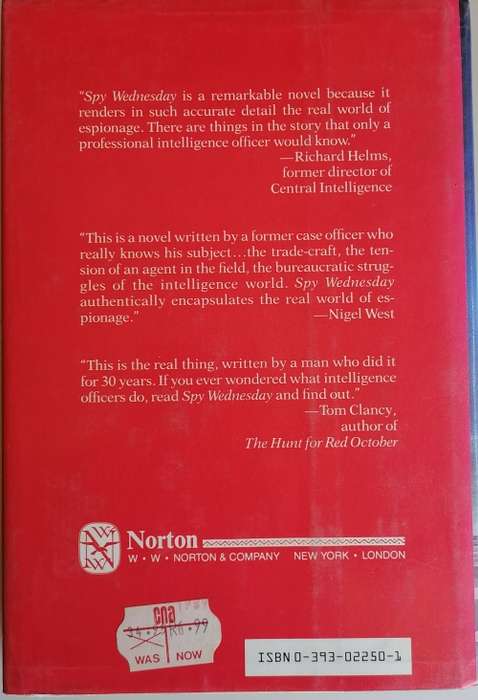 "Spy Wednesday is a remarkable novel because it
renders in such accurate detail the real world of
espionage. There are things in the story that only a
professional intelligence officer would know."
—Richard Helms,
former director of
Central Intelligence
"This is a novel written by a former case officer who
really knows his subject...the trade-craft, the ten-
sion of an agent in the field, the bureaucratic strug-
gles of the intelligence world. Spy Wednesday
authentically encapsulates the real world of es-
pionage." —Nigel West
"This is the real thing, written by a man who did it
for 30 years. If you ever wondered what intelligence
officers do, read Spy Wednesday and find out."
—Tom Clancy,
author of
The Hunt for Red October
Norton
W • W • NORTON & COMPANY NEW YORK • LONDON
cna
R6.99
WAS NOW
ISBN 0-393-02250-1